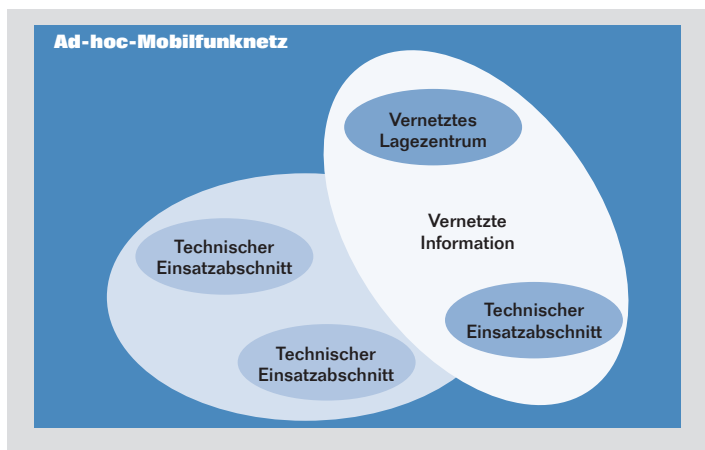 Ad-hoc-Mobilfunknetz
Vernetztes
Lagezentrum
Vernetzte
Information
Technischer
Einsatzabschnitt
Technischer
Einsatzabschnitt
Technischer
Einsatzabschnitt